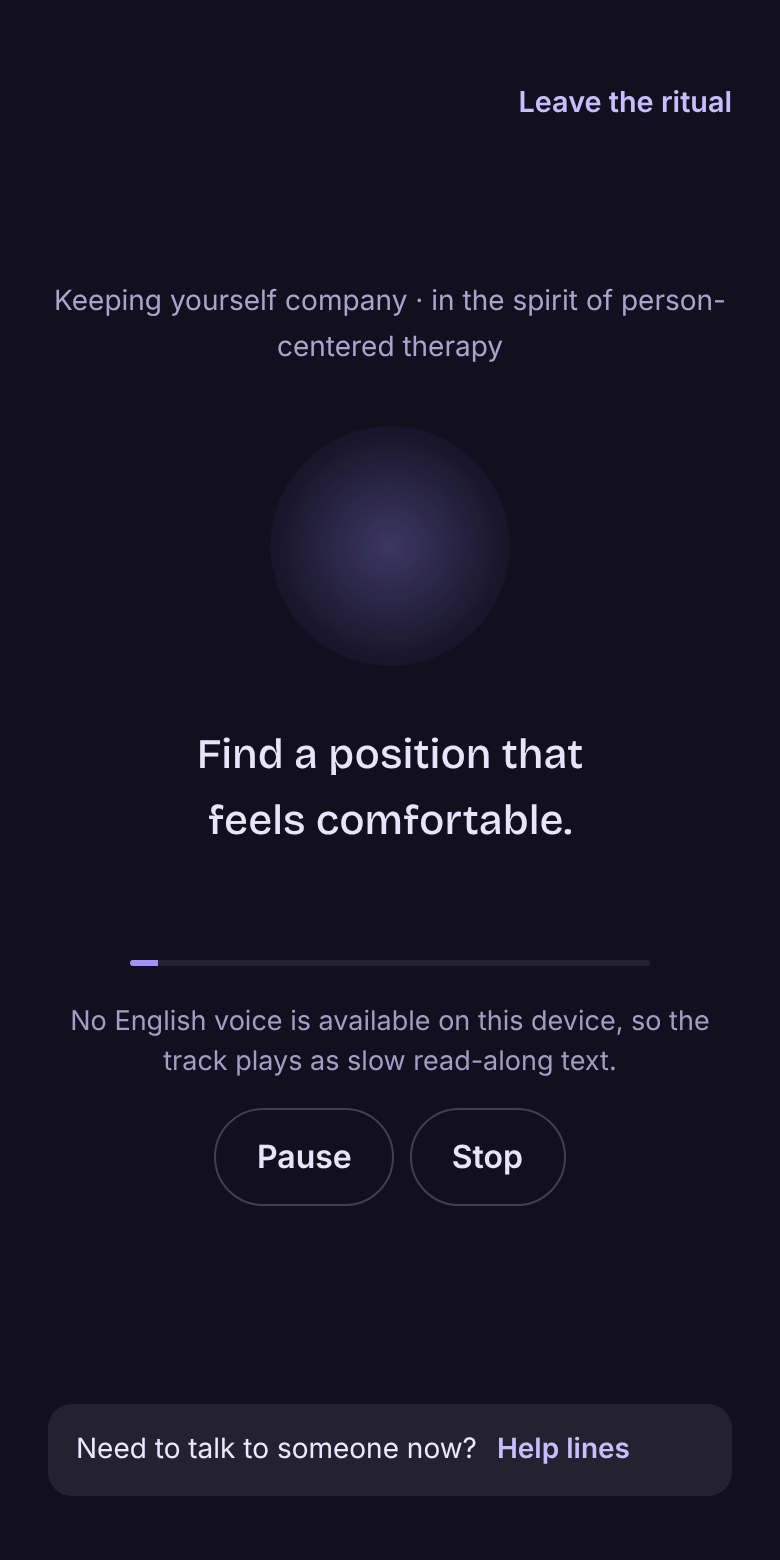 Leave the ritual
Keeping yourself company · in the spirit of person-
centered therapy
Find a position that
feels comfortable.
No English voice is available on this device, so the
track plays as slow read-along text.
Pause
Stop
Need to talk to someone now? Help lines